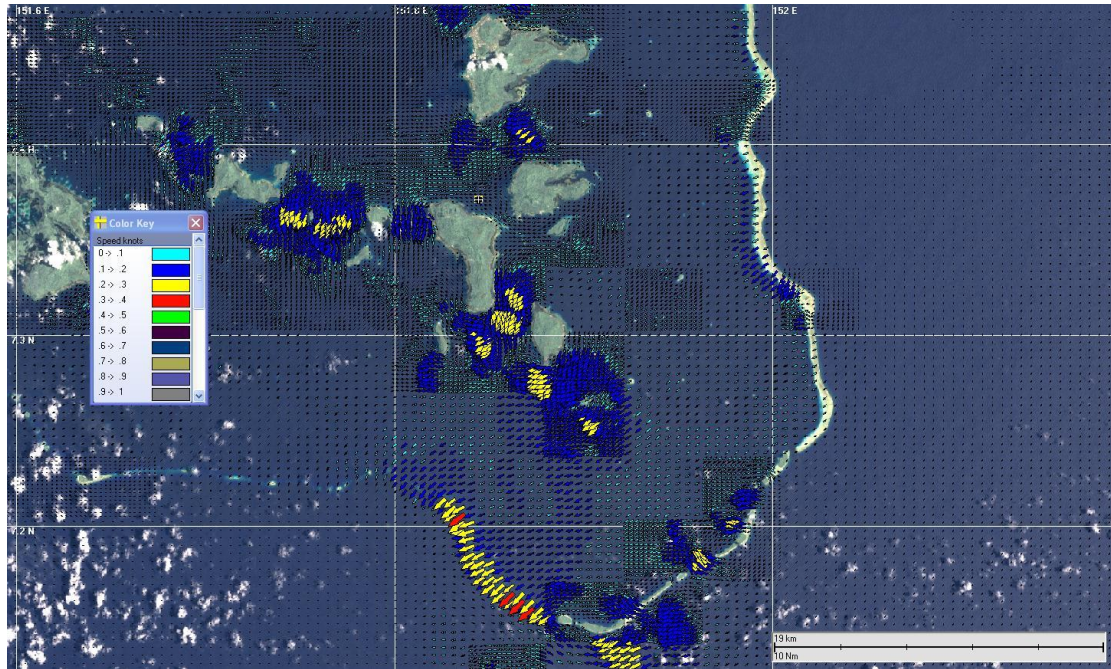 151.6 E
152 E
Color Key
Speed knots
0 -> .1
.1 -> .2
.2 -> .3
.3 -> .4
.4 -> .5
.5 -> .6
.6 -> .7
.7 -> .8
.8 -> .9
.9 -> 1
7.3 N
7.2 N
19 km
10 Nm